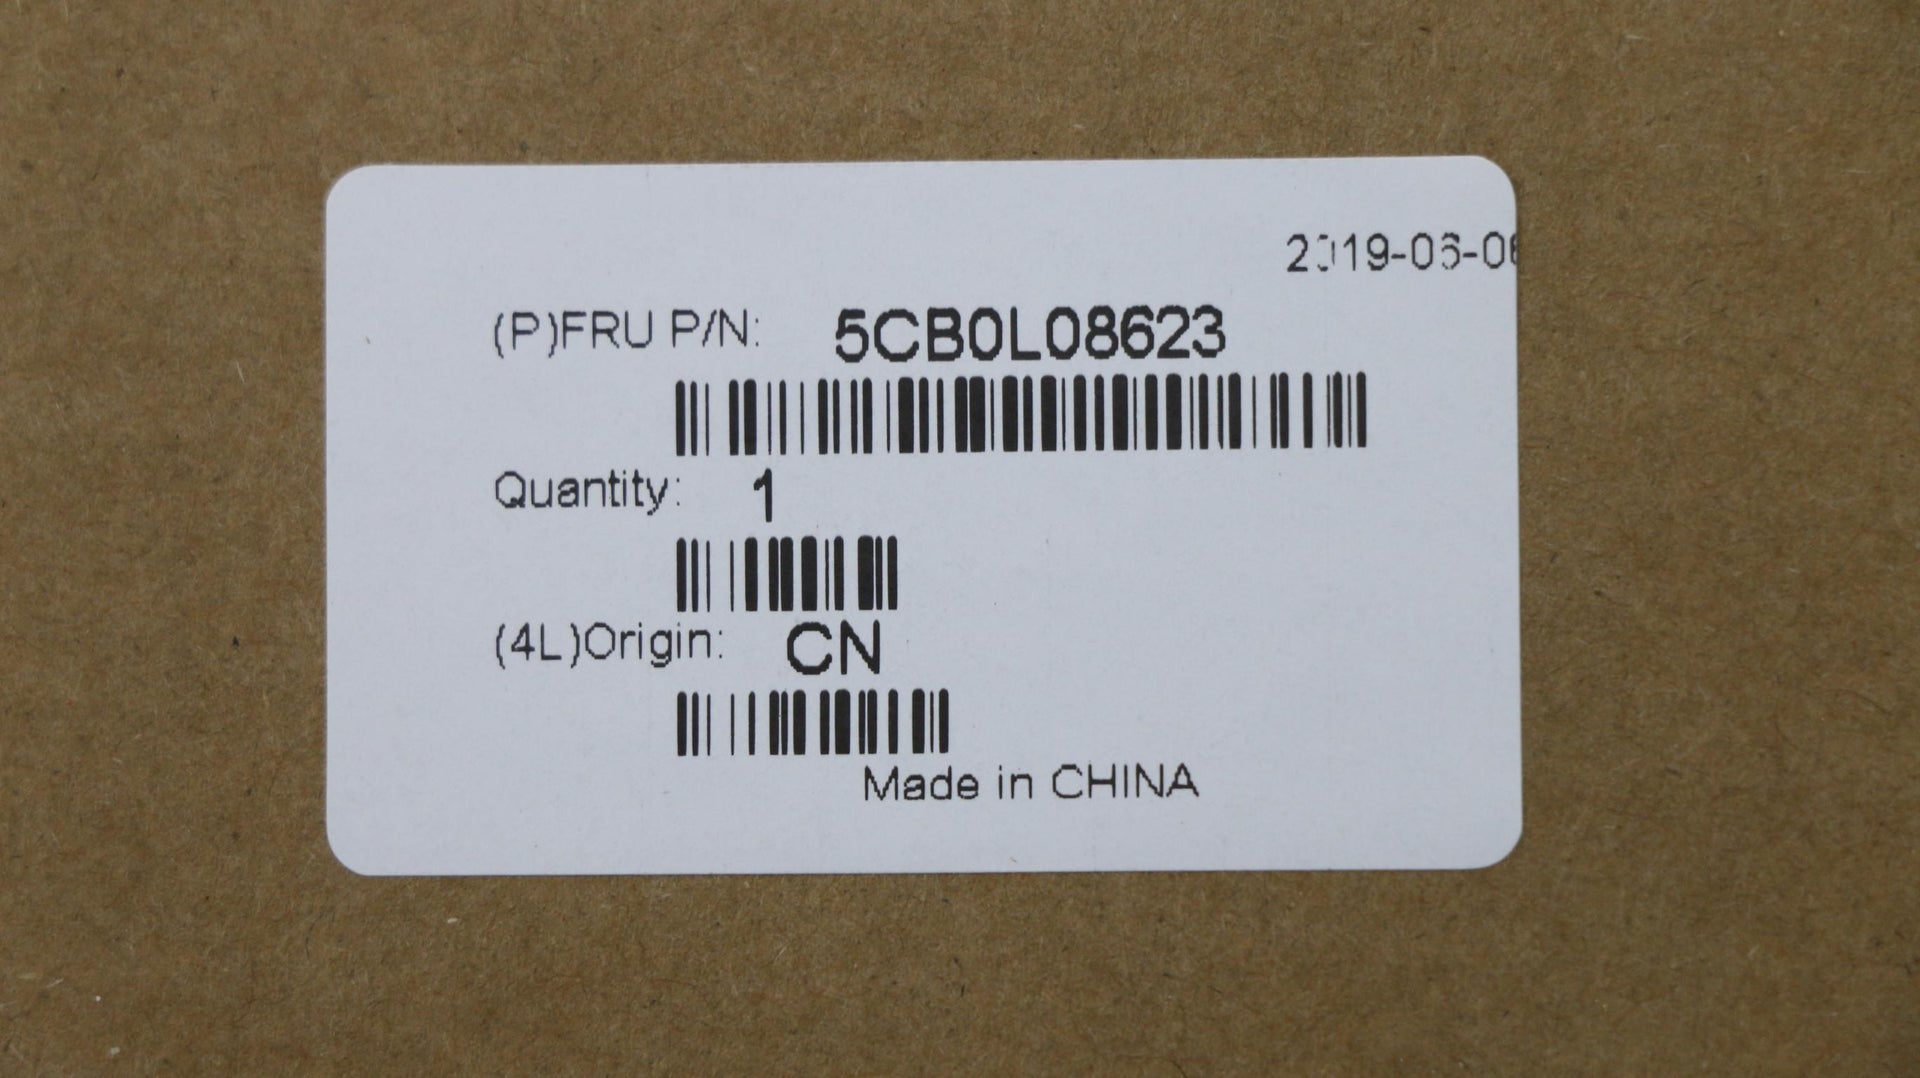 2019-06-06
(P)FRU P/N: 5CB0L08623
Quantity: 1
(4L)Origin: CN
Made in CHINA